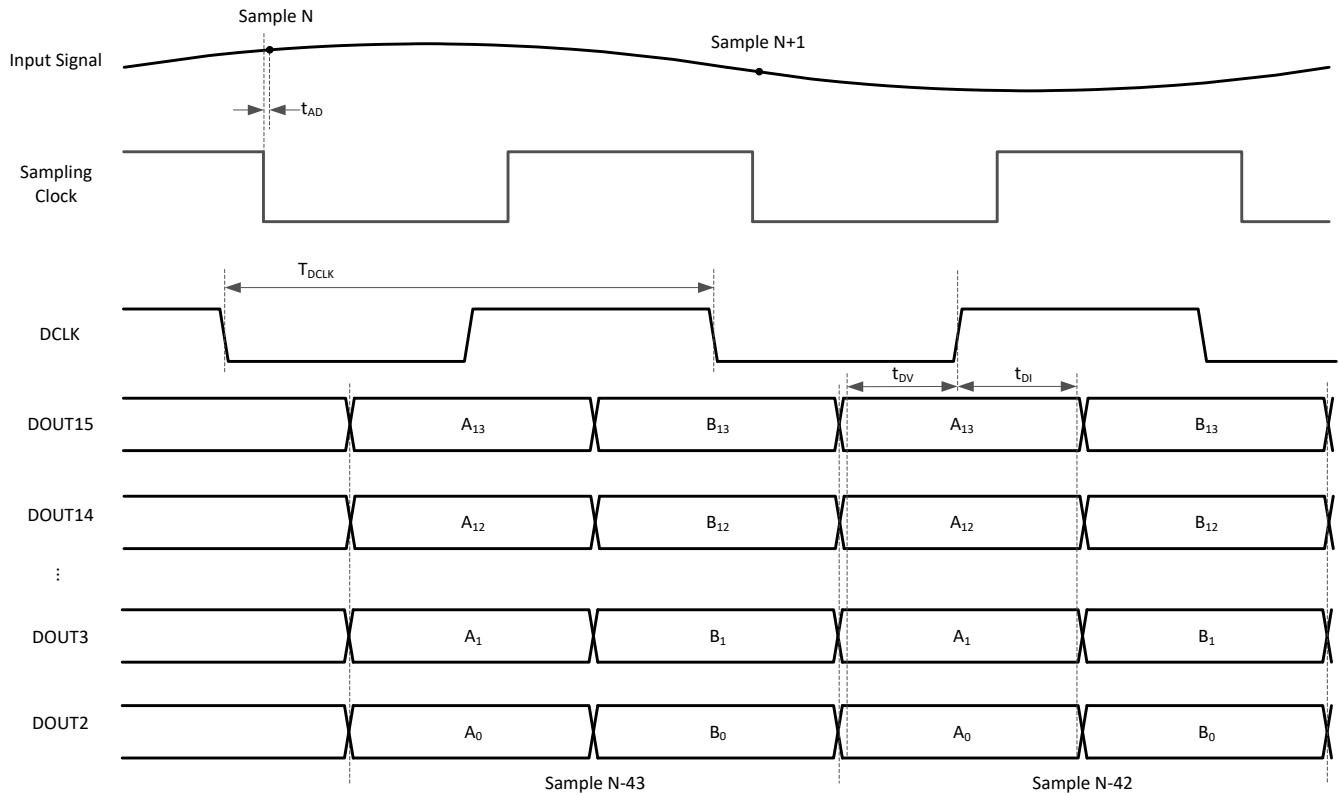 Sample N
Sample N+1
Input Signal
tAD
Sampling
Clock
TDCLK
DCLK
tDV
tDI
DOUT15
A13
B13
A13
B13
DOUT14
A12
B12
A12
B12
...
DOUT3
A1
B1
A1
B1
DOUT2
A0
B0
A0
B0
Sample N-43
Sample N-42